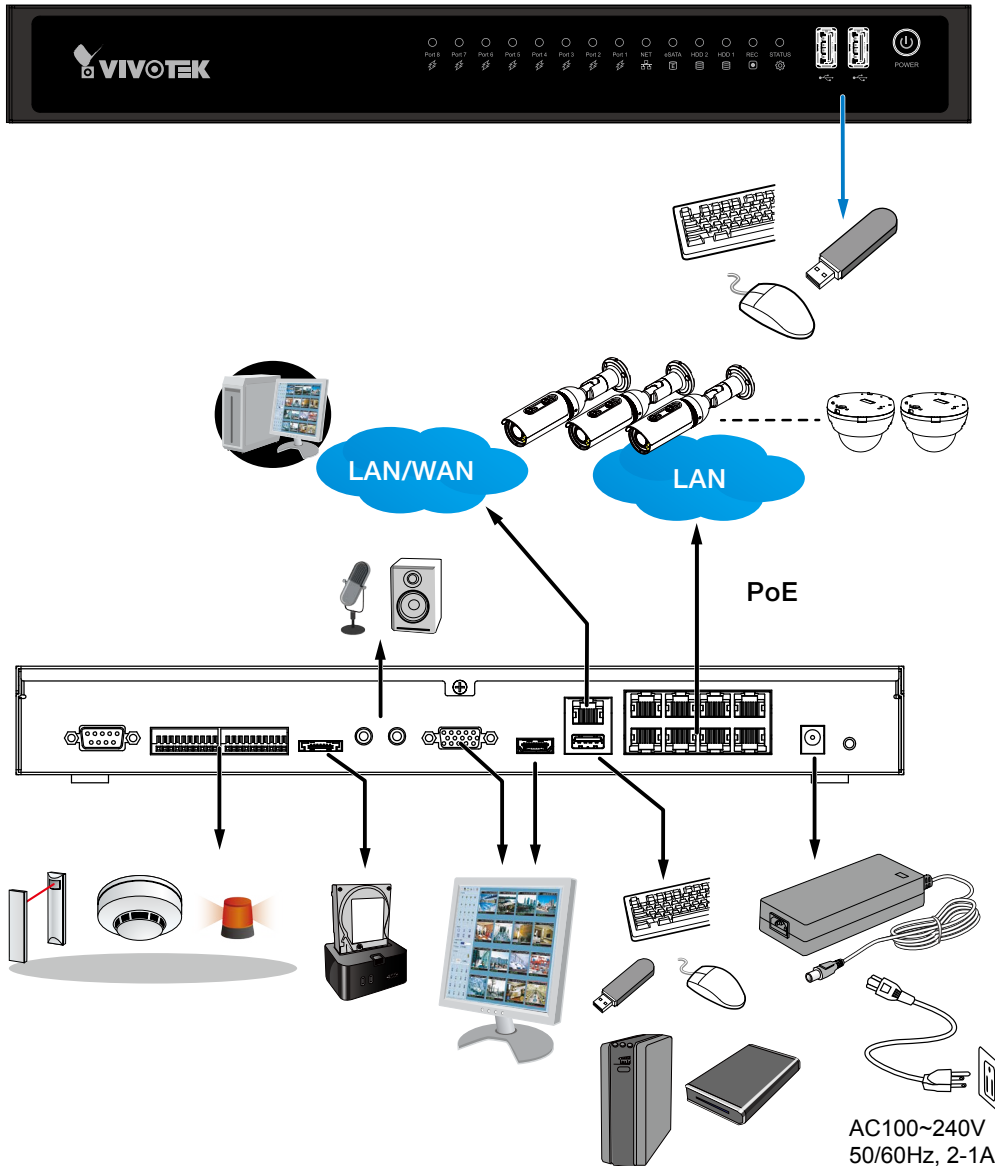 VIVOTEK
Port 8 Port 7 Port 6 Port 5 Port 4 Port 3 Port 2 Port 1 NET eSATA HDD 2 HDD 1 REC STATUS
POWER
LAN/WAN
LAN
PoE
AC100~240V
50/60Hz, 2-1A